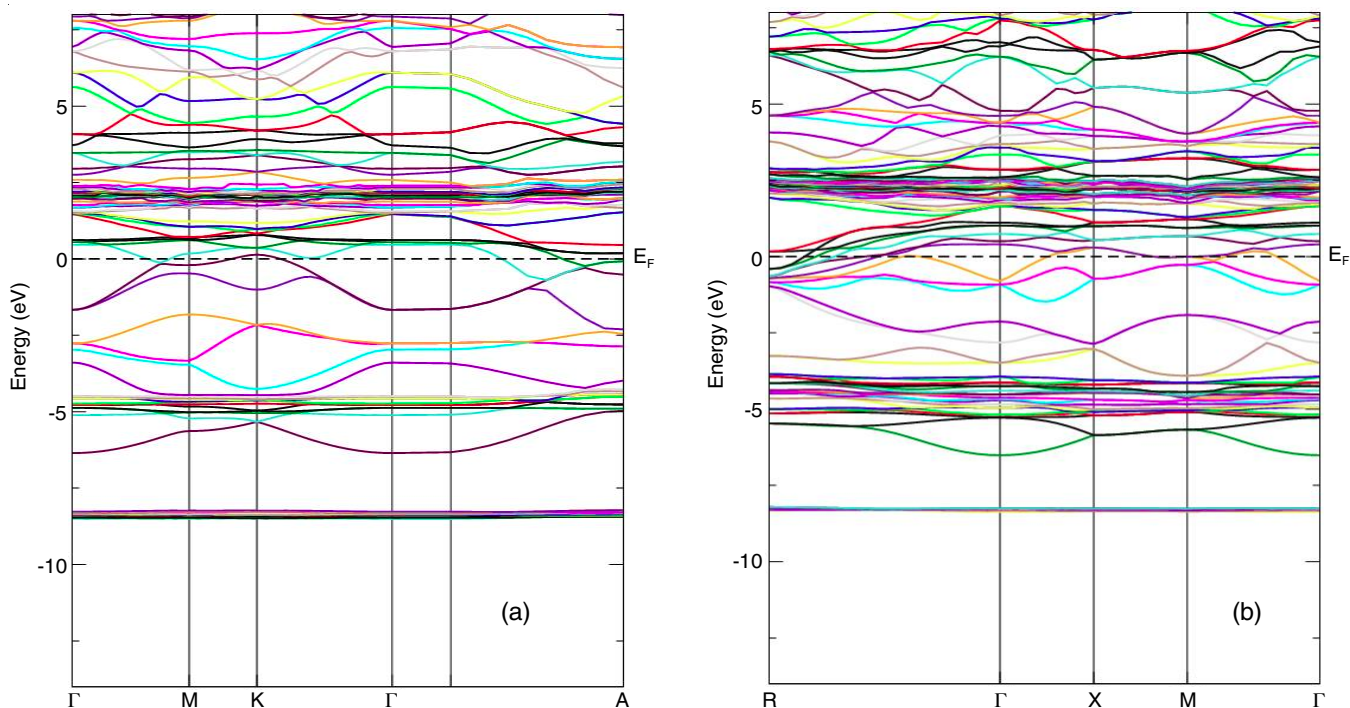 5
0
-5
-10
Energy (eV)
E_F
(a)
Γ M K Γ A
5
0
-5
-10
Energy (eV)
E_F
(b)
R Γ X M Γ